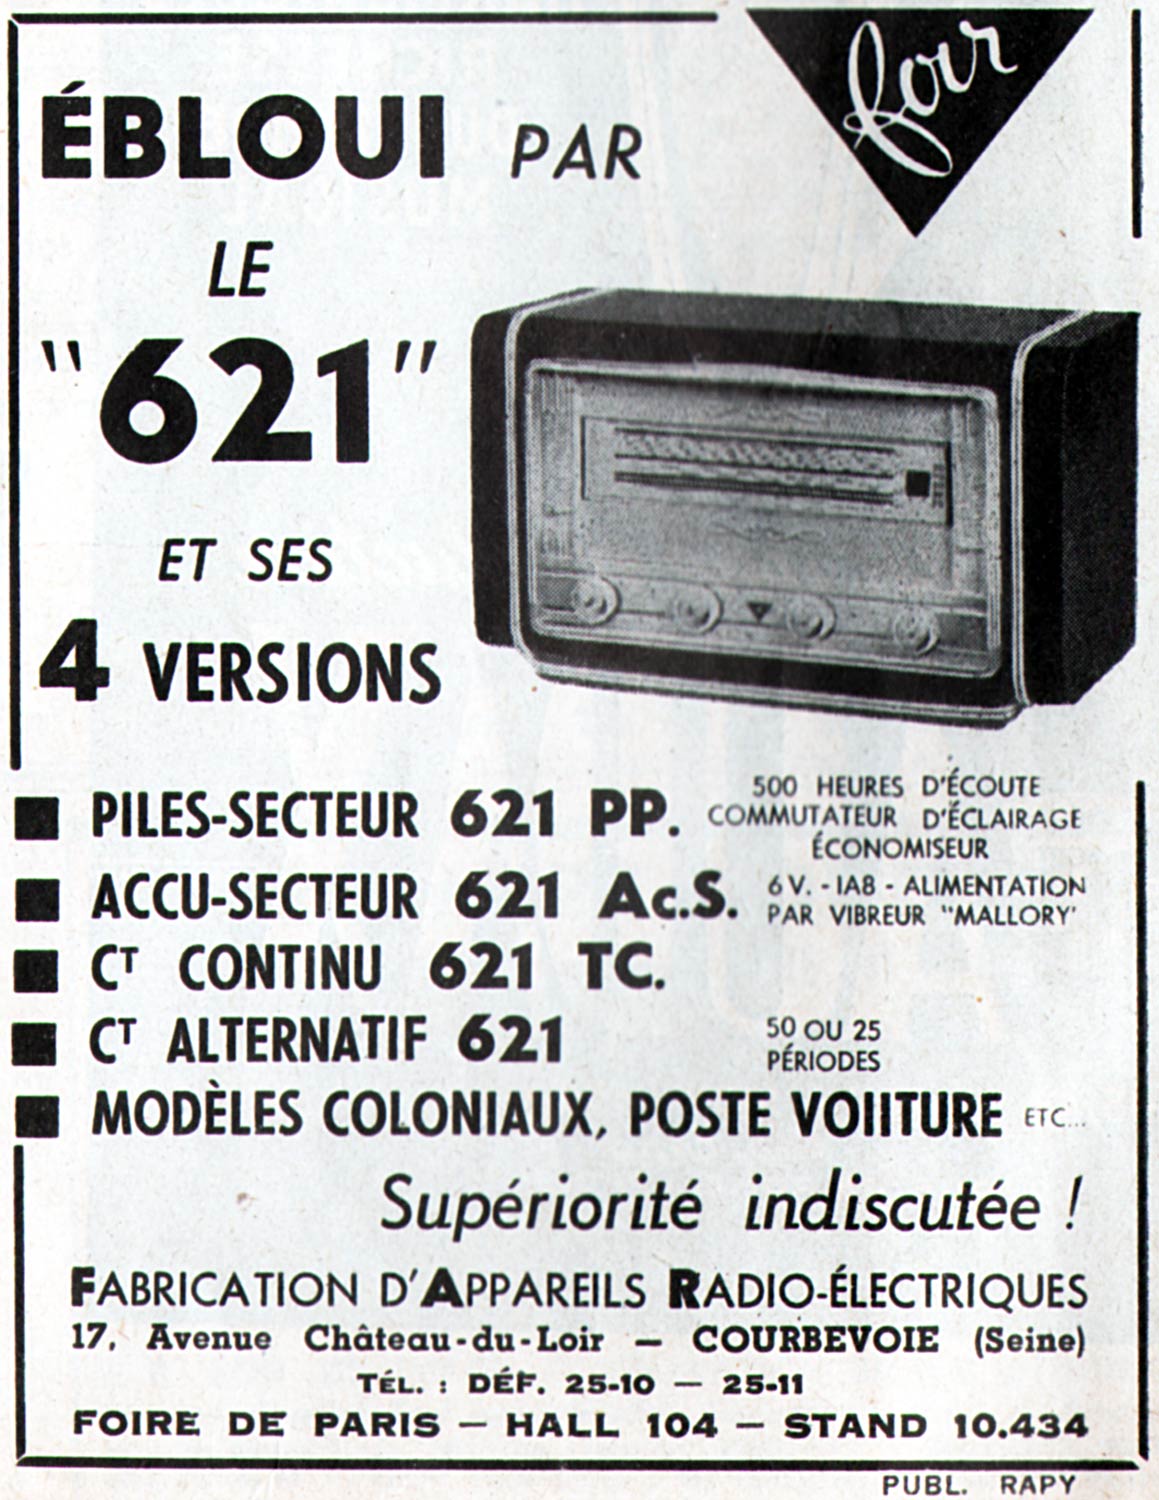 far
ÉBLOUI PAR
LE
"621"
ET SES
4 VERSIONS
■ PILES-SECTEUR 621 PP. 500 HEURES D'ÉCOUTE
COMMUTATEUR D'ÉCLAIRAGE
ÉCONOMISEUR
■ ACCU-SECTEUR 621 Ac.S. 6 V. - IA8 - ALIMENTATION
PAR VIBREUR "MALLORY'
■ CT CONTINU 621 TC.
■ CT ALTERNATIF 621 50 OU 25
PÉRIODES
■ MODÈLES COLONIAUX, POSTE VOIITURE ETC...
Supériorité indiscutée !
FABRICATION D'APPAREILS RADIO-ÉLECTRIQUES
17, Avenue Château-du-Loir — COURBEVOIE (Seine)
TÉL. : DÉF. 25-10 — 25-11
FOIRE DE PARIS — HALL 104 — STAND 10.434
PUBL. RAPY